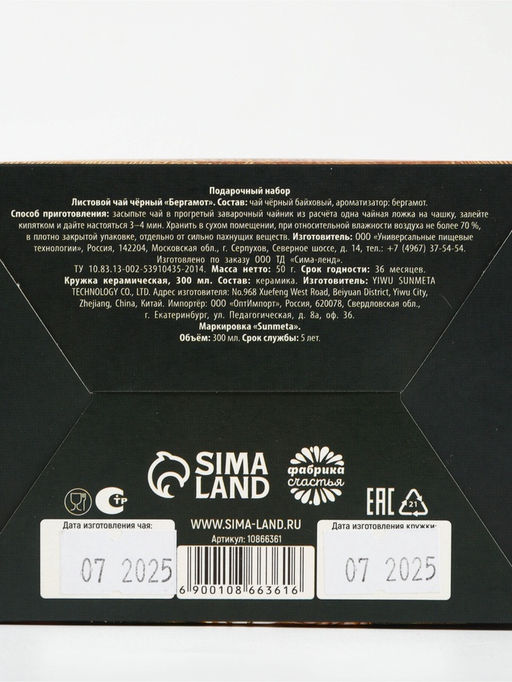 Подарочный набор
Листовой чай чёрный «Бергамот». Состав: чай чёрный байховый, ароматизатор: бергамот.
Способ приготовления: засыпьте чай в прогретый заварочный чайник из расчёта одна чайная ложка на чашку, залейте
кипятком и дайте настояться 3–4 мин. Хранить в сухом помещении, при относительной влажности воздуха не более 70 %,
в плотно закрытой упаковке, отдельно от сильно пахнущих веществ. Изготовитель: ООО «Универсальные пищевые
технологии», Россия, 142204, Московская обл., г. Серпухов, Северное шоссе, д. 14, тел.: +7 (4967) 37-54-54.
Изготовлено по заказу ООО ТД «Сима-ленд».
ТУ 10.83.13-002-53910435-2014. Масса нетто: 50 г. Срок годности: 36 месяцев.
Кружка керамическая, 300 мл. Состав: керамика. Изготовитель: YIWU SUNMETA
TECHNOLOGY CO., LTD. Адрес изготовителя: No.968 Xuefeng West Road, Beiyuan District, Yiwu City,
Zhejiang, China, Китай. Импортёр: ООО «ОптИмпорт», Россия, 620078, Свердловская обл.,
г. Екатеринбург, ул. Педагогическая, д. 8а, оф. 36.
Маркировка «Sunmeta».
Объём: 300 мл. Срок службы: 5 лет.
SIMA
LAND
фабрика
счастья
СТР
EAC
21
WWW.SIMA-LAND.RU
Артикул: 10866361
Дата изготовления чая:
07 2025
Дата изготовления кружки:
07 2025
6 900108 663616